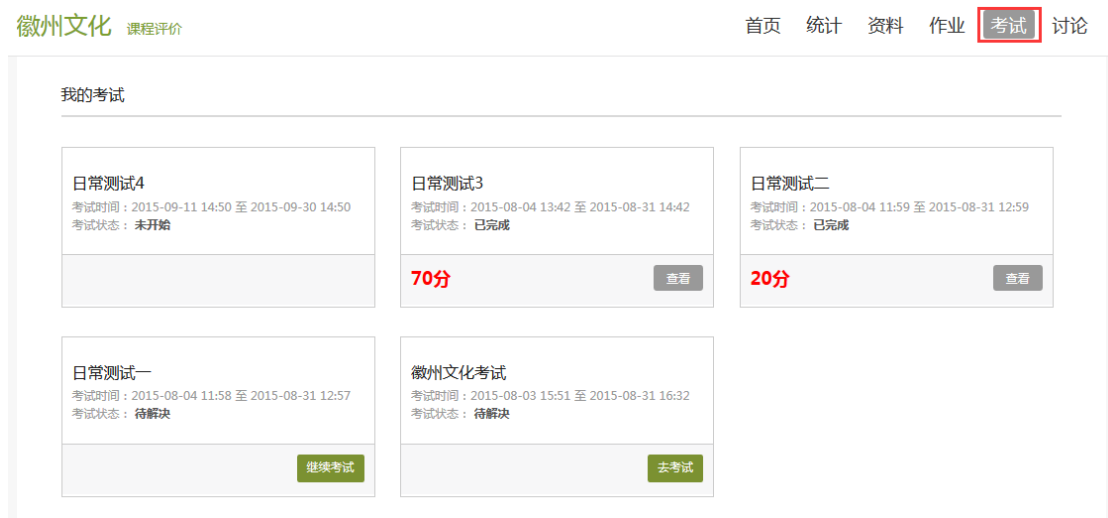 徽州文化 课程评价 首页 统计 资料 作业 考试 讨论
我的考试
日常测试4
考试时间：2015-09-11 14:50 至 2015-09-30 14:50
考试状态： 未开始
日常测试3
考试时间：2015-08-04 13:42 至 2015-08-31 14:42
考试状态： 已完成
70分 查看
日常测试二
考试时间：2015-08-04 11:59 至 2015-08-31 12:59
考试状态： 已完成
20分 查看
日常测试一
考试时间：2015-08-04 11:58 至 2015-08-31 12:57
考试状态： 待解决
继续考试
徽州文化考试
考试时间：2015-08-03 15:51 至 2015-08-31 16:32
考试状态： 待解决
去考试